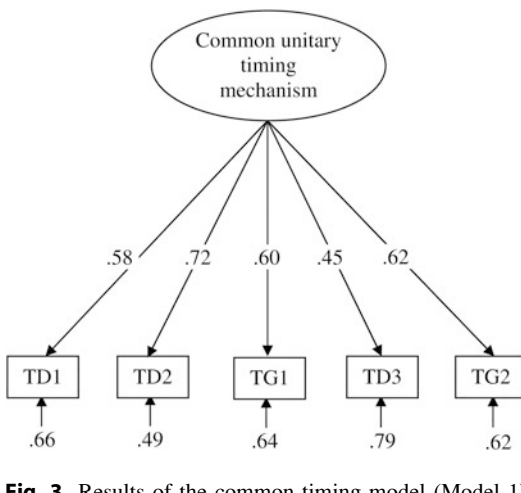 Common unitary
timing
mechanism
.58 .72 .60 .45 .62
TD1 TD2 TG1 TD3 TG2
.66 .49 .64 .79 .62
Fig. 3 Results of the common timing model (Model 1)